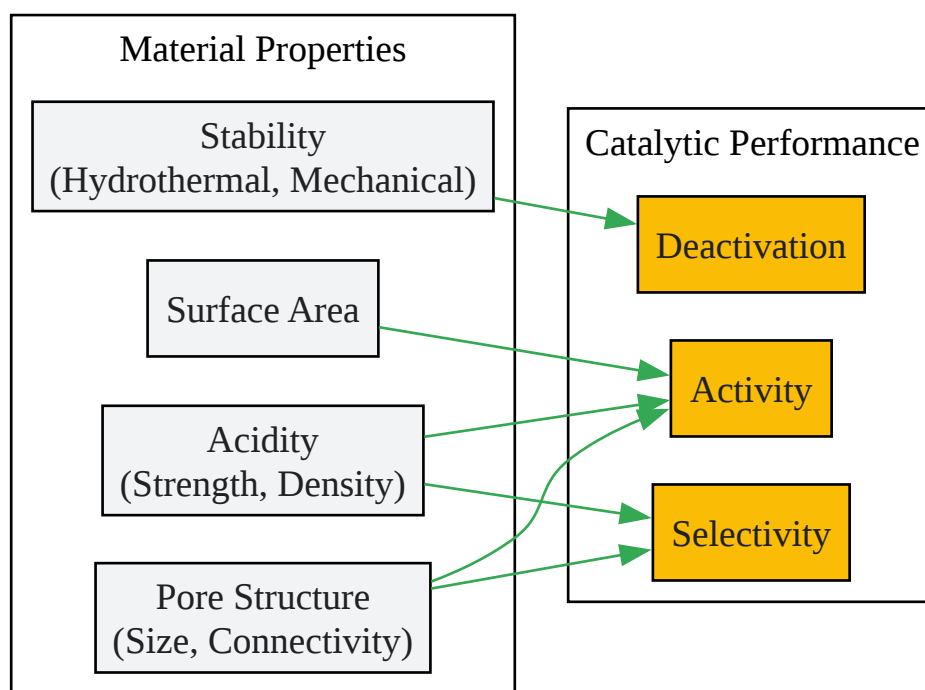 Material Properties
Stability
(Hydrothermal, Mechanical)
Surface Area
Acidity
(Strength, Density)
Pore Structure
(Size, Connectivity)
Catalytic Performance
Deactivation
Activity
Selectivity